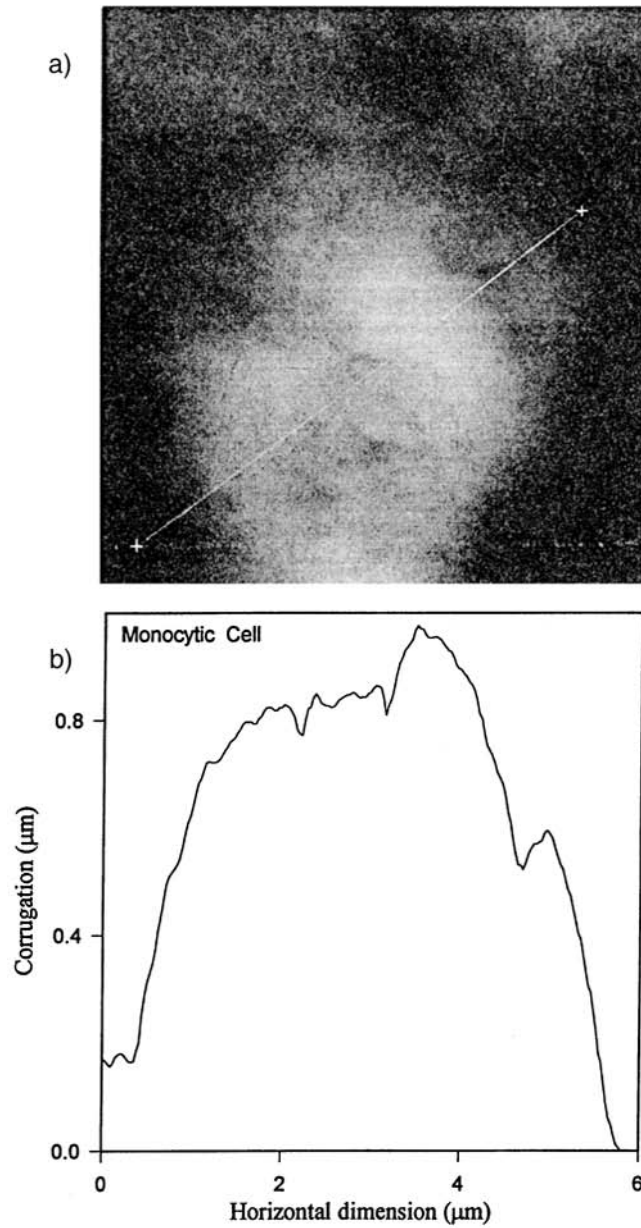 a)
b)
Monocytic Cell
0.8
0.4
0.0
Corrugation (μm)
0
2
4
6
Horizontal dimension (μm)